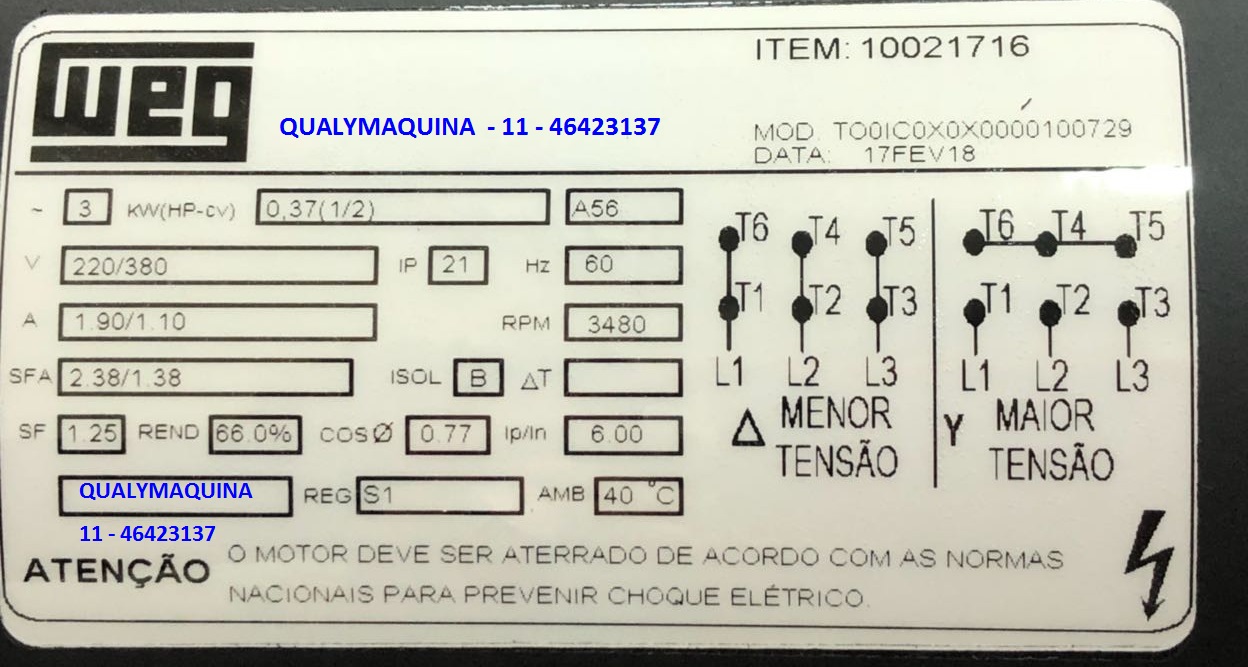 weg
ITEM: 10021716
QUALYMAQUINA - 11 - 46423137
MOD. TO0IC0X0X0000100729
DATA: 17FEV18
~ 3 kW(HP-cv) 0,37(1/2) A56
V 220/380 IP 21 Hz 60
A 1.90/1.10 RPM 3480
SFA 2.38/1.38 ISOL B ΔT
SF 1.25 REND 66.0% COSØ 0.77 Ip/In 6.00
QUALYMAQUINA REG S1 AMB 40 °C
11 - 46423137
T6 T4 T5
T1 T2 T3
L1 L2 L3
Δ MENOR
TENSÃO
T6 T4 T5
T1 T2 T3
L1 L2 L3
Y MAIOR
TENSÃO
ATENÇÃO O MOTOR DEVE SER ATERRADO DE ACORDO COM AS NORMAS
NACIONAIS PARA PREVENIR CHOQUE ELÉTRICO.